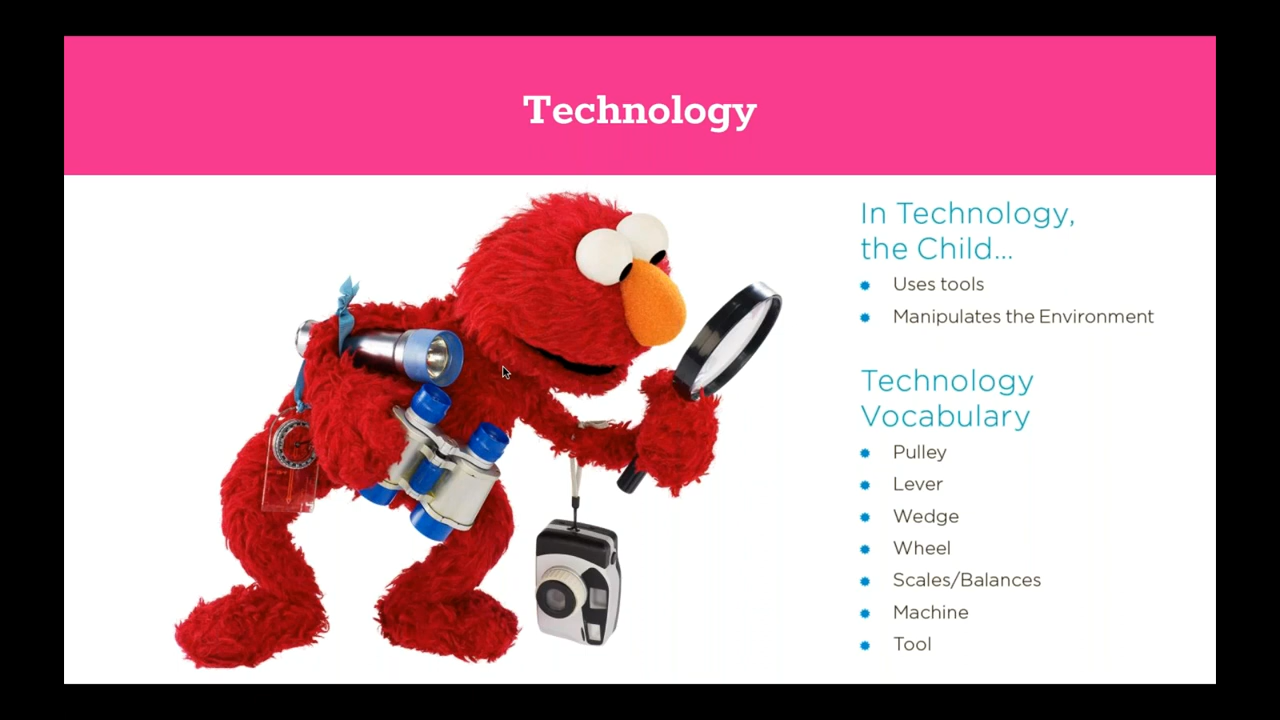 Technology
In Technology,
the Child...
Uses tools
Manipulates the Environment
Technology
Vocabulary
Pulley
Lever
Wedge
Wheel
Scales/Balances
Machine
Tool